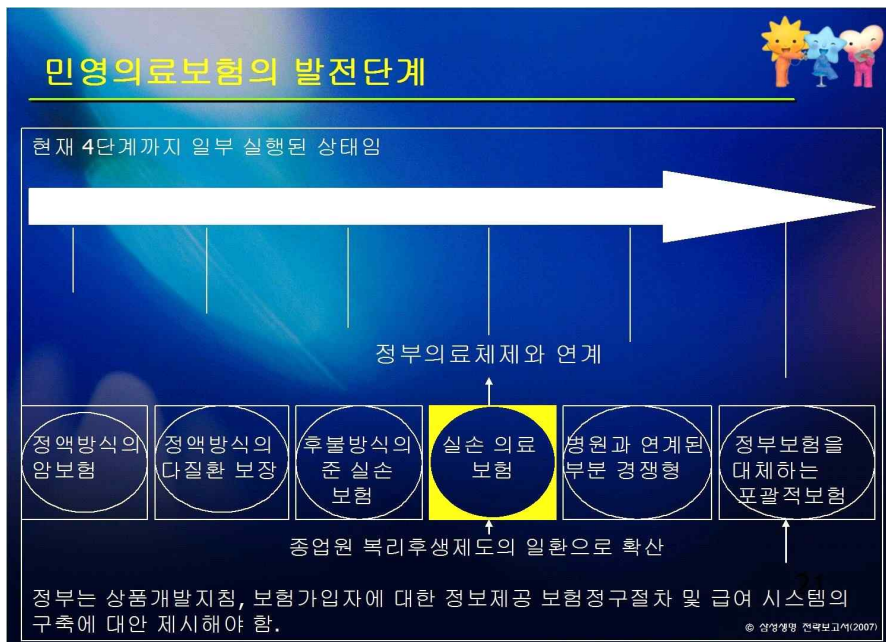 민영의료보험의 발전단계
현재 4단계까지 일부 실행된 상태임
정부의료체제와 연계
정액방식의
암보험
정액방식의
다질환 보장
후불방식의
준 실손
보험
실손 의료
보험
병원과 연계된
부분 경쟁형
정부보험을
대체하는
포괄적보험
종업원 복리후생제도의 일환으로 확산
21
정부는 상품개발지침, 보험가입자에 대한 정보제공 보험청구절차 및 급여 시스템의
구축에 대안 제시해야 함.
© 삼성생명 전략보고서(2007)